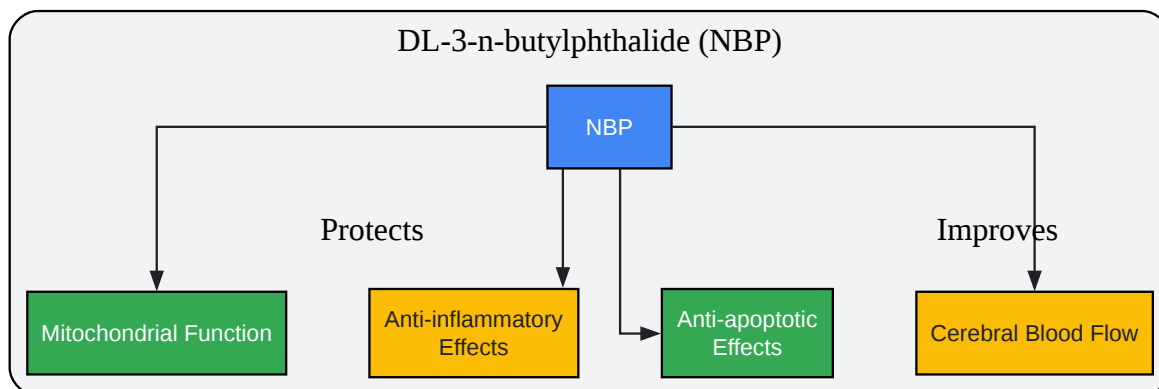 DL-3-n-butylphthalide (NBP)
NBP
Protects
Improves
Mitochondrial Function
Anti-inflammatory
Effects
Anti-apoptotic
Effects
Cerebral Blood Flow